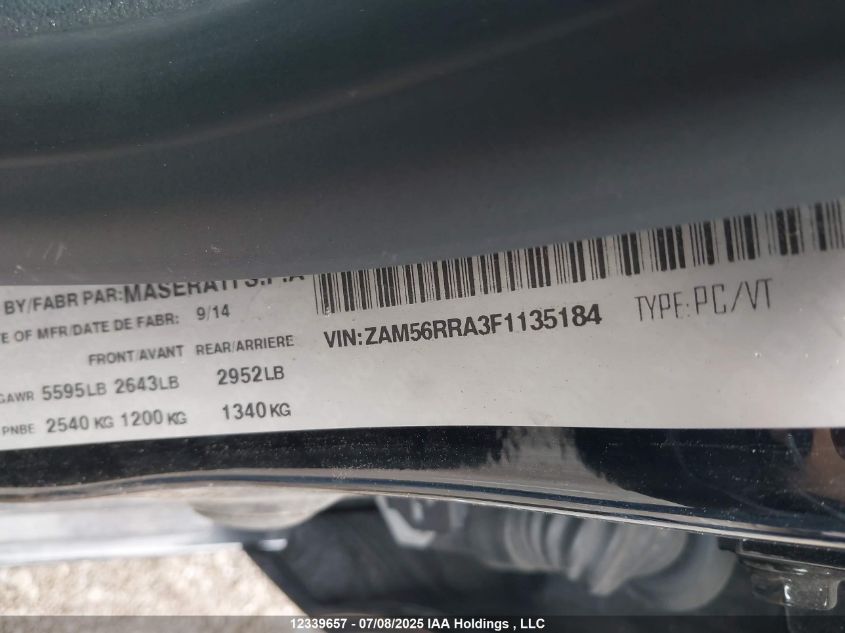 BY/FABR PAR: MASERATI S.P.A
E OF MFR/DATE DE FABR: 9/14
FRONT/AVANT REAR/ARRIERE
GAWR 5595LB 2643LB 2952LB
PNBE 2540 KG 1200 KG 1340 KG
VIN: ZAM56RRA3F1135184
TYPE: PC/VT
12339657 - 07/08/2025 IAA Holdings , LLC